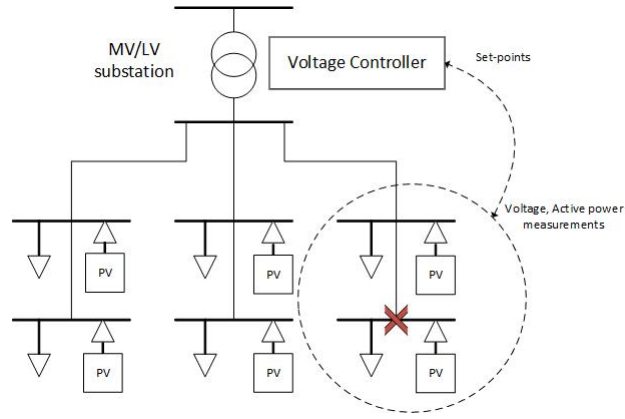 MV/LV
substation
Voltage Controller
Set-points
Voltage, Active power
measurements
PV
PV
PV
PV
PV
PV